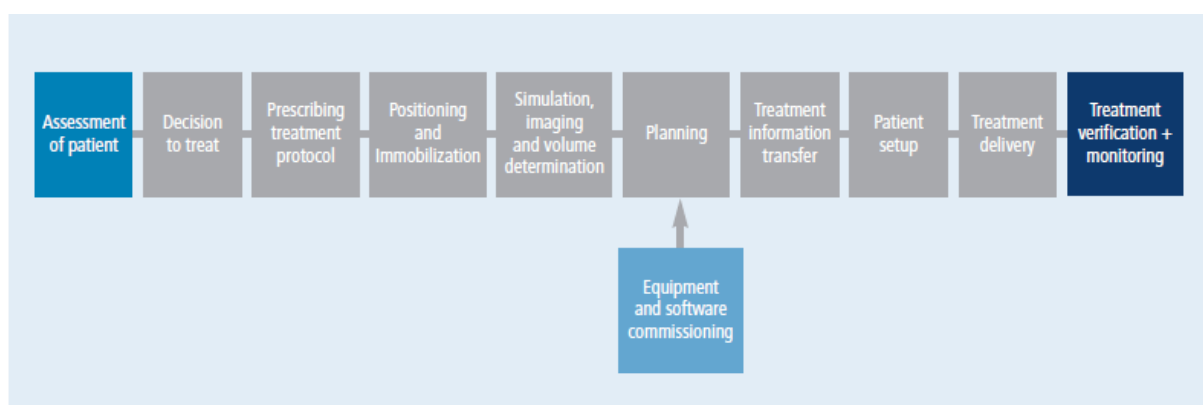 Assessment
of patient
Decision
to treat
Prescribing
treatment
protocol
Positioning
and
Immobilization
Simulation,
imaging
and volume
determination
Planning
Treatment
information
transfer
Patient
setup
Treatment
delivery
Treatment
verification +
monitoring
Equipment
and software
commissioning